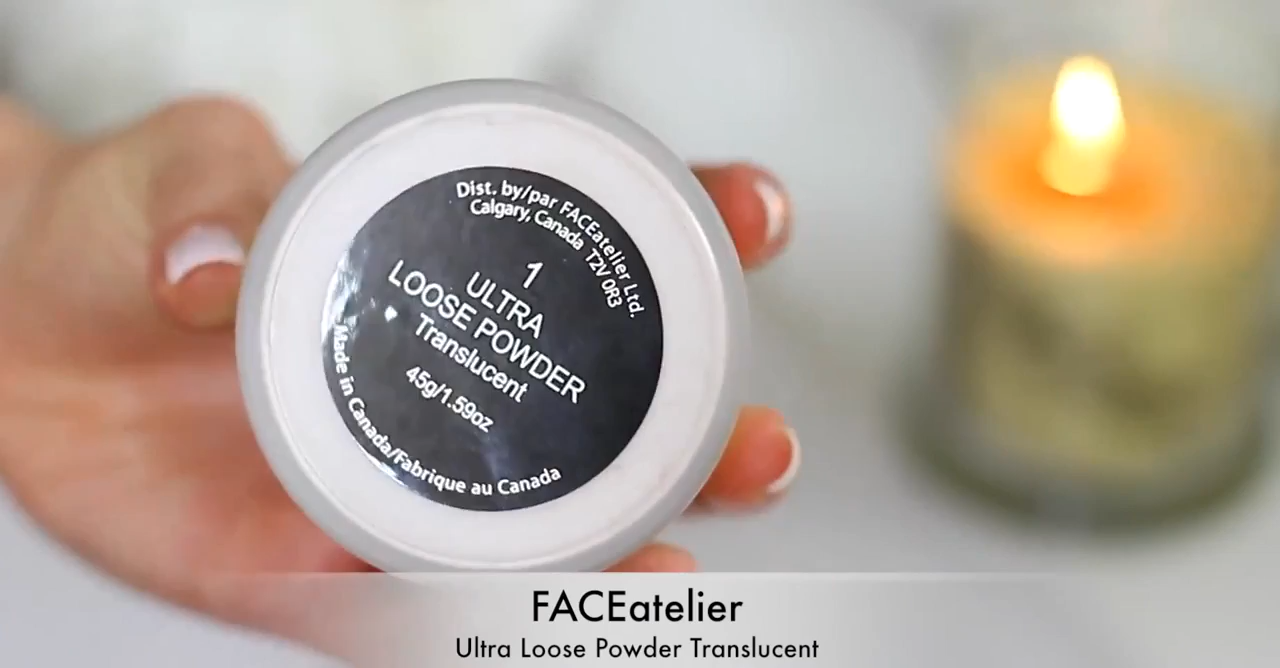 Dist. by/par FACEatelier Ltd.
Calgary, Canada T2V 0R3
1
ULTRA
LOOSE POWDER
Translucent
45g/1.59oz
Made in Canada/Fabrique au Canada
FACEatelier
Ultra Loose Powder Translucent